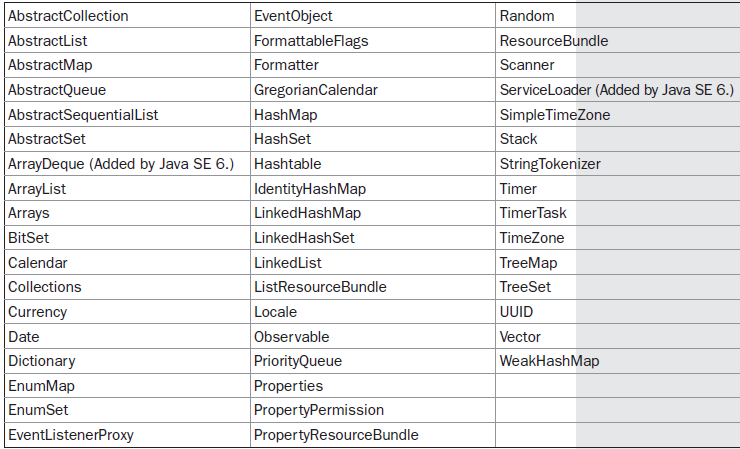 AbstractCollection EventObject Random
AbstractList FormattableFlags ResourceBundle
AbstractMap Formatter Scanner
AbstractQueue GregorianCalendar ServiceLoader (Added by Java SE 6.)
AbstractSequentialList HashMap SimpleTimeZone
AbstractSet HashSet Stack
ArrayDeque (Added by Java SE 6.) Hashtable StringTokenizer
ArrayList IdentityHashMap Timer
Arrays LinkedHashMap TimerTask
BitSet LinkedHashSet TimeZone
Calendar LinkedList TreeMap
Collections ListResourceBundle TreeSet
Currency Locale UUID
Date Observable Vector
Dictionary PriorityQueue WeakHashMap
EnumMap Properties
EnumSet PropertyPermission
EventListenerProxy PropertyResourceBundle